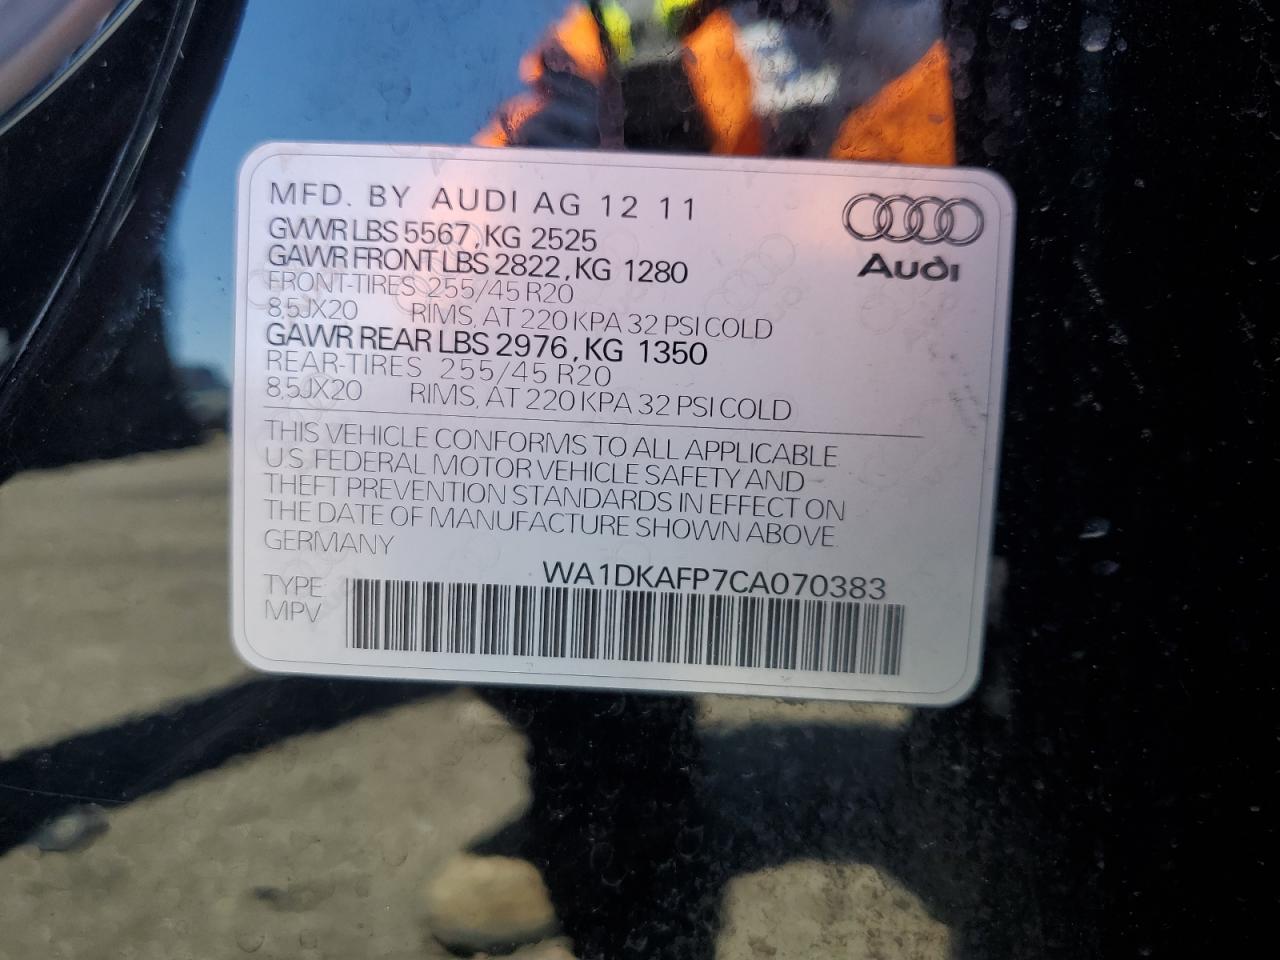 MFD. BY AUDI AG 12 11
GVWR LBS 5567, KG 2525
GAWR FRONT LBS 2822, KG 1280
FRONT-TIRES 255/45 R20
8,5JX20 RIMS, AT 220 KPA 32 PSI COLD
GAWR REAR LBS 2976, KG 1350
REAR-TIRES 255/45 R20
8,5JX20 RIMS, AT 220 KPA 32 PSI COLD
Audi
THIS VEHICLE CONFORMS TO ALL APPLICABLE
U.S. FEDERAL MOTOR VEHICLE SAFETY AND
THEFT PREVENTION STANDARDS IN EFFECT ON
THE DATE OF MANUFACTURE SHOWN ABOVE
GERMANY
WA1DKAFP7CA070383
TYPE
MPV